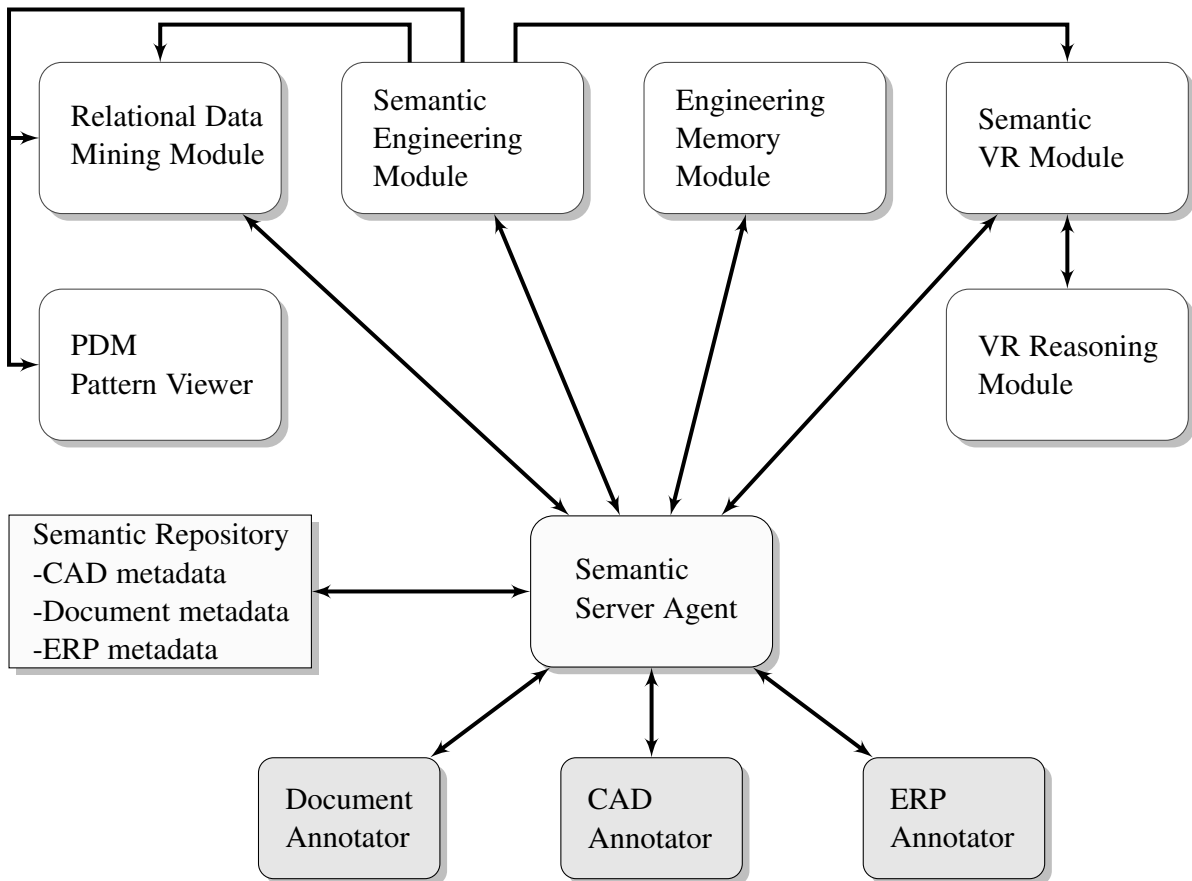 Relational Data
Mining Module
Semantic
Engineering
Module
Engineering
Memory
Module
Semantic
VR Module
PDM
Pattern Viewer
VR Reasoning
Module
Semantic Repository
-CAD metadata
-Document metadata
-ERP metadata
Semantic
Server Agent
Document
Annotator
CAD
Annotator
ERP
Annotator